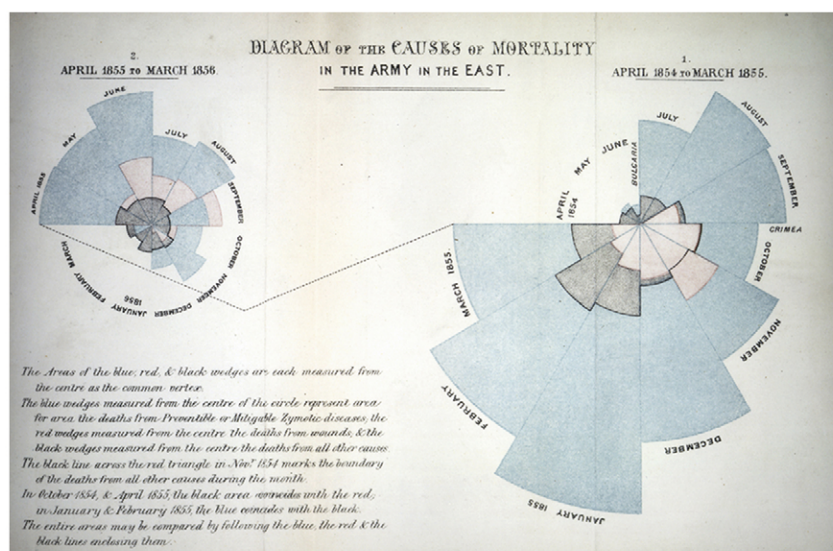 DIAGRAM OF THE CAUSES OF MORTALITY
IN THE ARMY IN THE EAST.
2.
APRIL 1855 TO MARCH 1856.
1.
APRIL 1854 TO MARCH 1855.
APRIL 1855
MAY
JUNE
JULY
AUGUST
SEPTEMBER
OCTOBER
NOVEMBER
DECEMBER
JANUARY
1856
FEBRUARY
MARCH
APRIL
1854
MAY
JUNE
BULGARIA
JULY
AUGUST
SEPTEMBER
CRIMEA
OCTOBER
NOVEMBER
DECEMBER
JANUARY 1855
FEBRUARY
MARCH 1855.
The Areas of the blue, red, & black wedges are each measured from
the centre as the common vertex.
The blue wedges measured from the centre of the circle represent area
for area the deaths from Preventible or Mitigable Zymotic diseases, the
red wedges measured from the centre the deaths from wounds, & the
black wedges measured from the centre the deaths from all other causes.
The black line across the red triangle in Novr. 1854 marks the boundary
of the deaths from all other causes during the month.
In October 1854, & April 1855, the black area coincides with the red,
in January & February 1855, the blue coincides with the black.
The entire areas may be compared by following the blue, the red & the
black lines enclosing them.